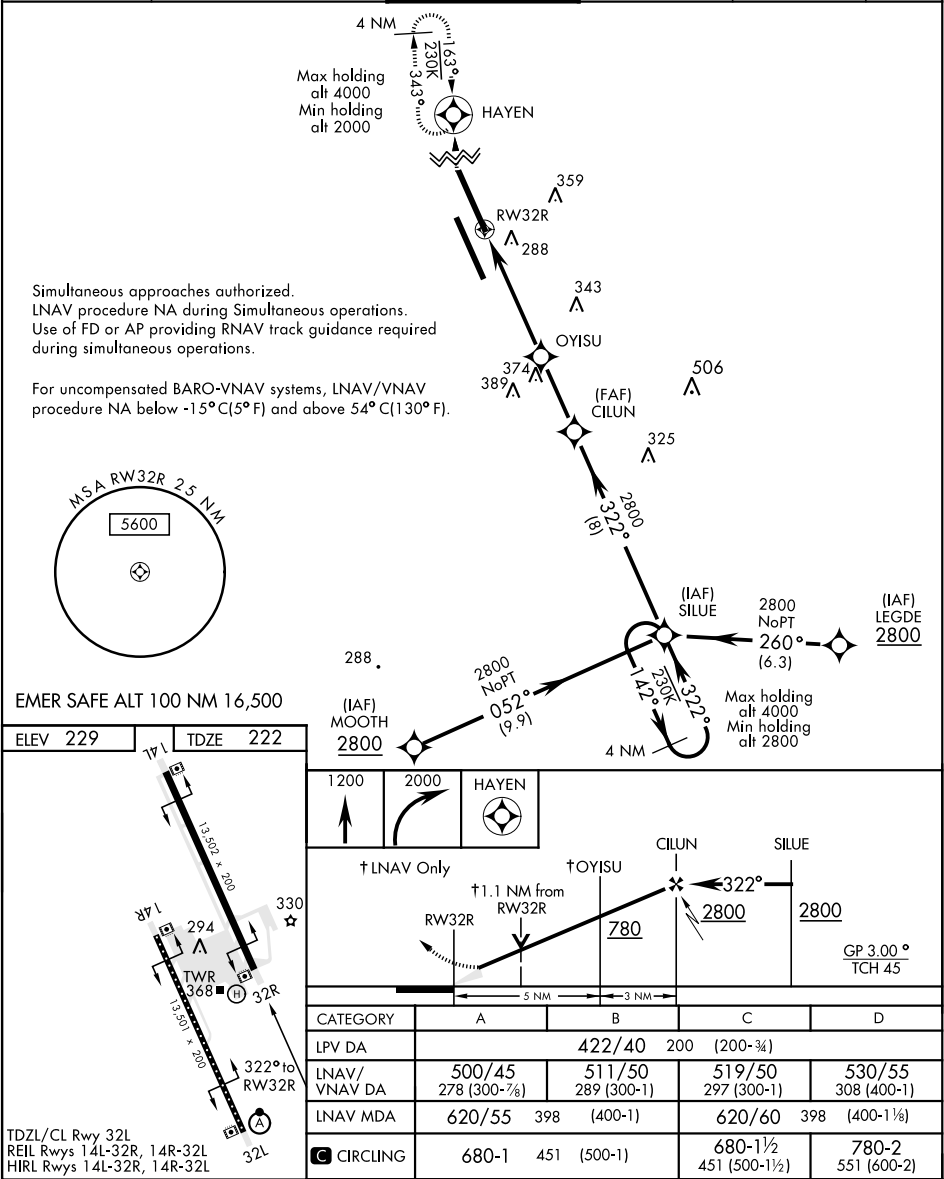 4 NM
163°
230K
343°
Max holding
alt 4000
Min holding
alt 2000
HAYEN
359
RW32R
288
Simultaneous approaches authorized.
LNAV procedure NA during Simultaneous operations.
Use of FD or AP providing RNAV track guidance required
during simultaneous operations.
343
OYISU
374
389
506
For uncompensated BARO-VNAV systems, LNAV/VNAV
procedure NA below -15°C(5°F) and above 54°C(130°F).
(FAF)
CILUN
325
MSA RW32R 25 NM
5600
2800
322°
(8)
(IAF)
SILUE
2800
NoPT
260°
(6.3)
(IAF)
LEGDE
2800
288
2800
NoPT
052°
(9.9)
142°
230K
322°
4 NM
Max holding
alt 4000
Min holding
alt 2800
EMER SAFE ALT 100 NM 16,500
(IAF)
MOOTH
2800
ELEV 229
TDZE 222
14L
13,502 x 200
14R
294
330
TWR
368
H
32R
13,501 x 200
322° to
RW32R
A
32L
TDZL/CL Rwy 32L
REIL Rwys 14L-32R, 14R-32L
HIRL Rwys 14L-32R, 14R-32L
1200
2000
HAYEN
†LNAV Only
†1.1 NM from
RW32R
RW32R
†OYISU
CILUN
SILUE
322°
780
2800
2800
GP 3.00°
TCH 45
5 NM
3 NM
CATEGORY A B C D
LPV DA 422/40 200 (200-¾)
LNAV/
VNAV DA
500/45
278 (300-⅞)
511/50
289 (300-1)
519/50
297 (300-1)
530/55
308 (400-1)
LNAV MDA 620/55 398 (400-1) 620/60 398 (400-1⅛)
C CIRCLING 680-1 451 (500-1)
680-1½
451 (500-1½)
780-2
551 (600-2)